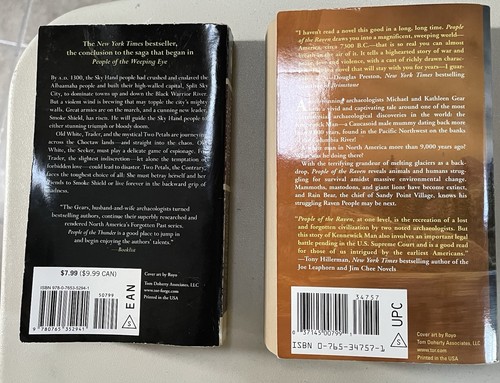 The New York Times bestseller,
the conclusion to the saga that began in
People of the Weeping Eye
By A.D. 1300, the Sky Hand people had crushed and enslaved the
Albaamaha people and built their high-walled capital, Split Sky
City, to dominate towns up and down the Black Warrior River.
But a violent wind is brewing that may topple the city's mighty
walls. Great armies are on the march, and a cunning new leader,
Smoke Shield, has risen. He will guide the Sky Hand people to
either stunning triumph or bloody doom.
Old White, Trader, and the mystical Two Petals are journeying
across the Choctaw lands—and straight into the chaos. Old
White, the Seeker, must play a delicate game of espionage. For
Trader, the slightest indiscretion—let alone the temptation of
forbidden love—could lead to disaster. Two Petals, the Contrary,
faces the toughest choice of all: She must betray herself and her
friends to Smoke Shield or live forever in the backward grip of
madness.
"The Gears, husband-and-wife archaeologists turned
bestselling authors, continue their superbly researched and
rendered North America's Forgotten Past series.
People of the Thunder is a good place to jump in
and begin enjoying the authors' talents."
—Booklist
$7.99 ($9.99 CAN)
ISBN 978-0-7653-5294-1
50799
9 780765 352941
S
EAN
Cover art by Royo
Tom Doherty Associates, LLC
www.tor-forge.com
Printed in the USA
"I haven't read a novel this good in a long, long time. People
of the Raven draws you into a magnificent, sweeping world—
America, circa 7300 B.C.—that is so real you can almost
breath in the air of it. It tells a bighearted story of war and
and violence, with a cast of richly drawn
a novel that will stay with you for years—I
Douglas Preston, New York Times bestselling
of Brimstone
archaeologists Michael and Kathleen Gear
vivid and captivating tale around one of the most
archaeological discoveries in the world: the
Kennewick Man—a Caucasoid male mummy dating back more
years, found in the Pacific Northwest on the banks
Columbia River.
man in North America more than 9,000 years ago?
he doing there?
With the terrifying grandeur of melting glaciers as a back-
drop, People of the Raven reveals animals and humans strug-
gling for survival amidst massive environmental change.
Mammoths, mastodons, and giant lions have become extinct,
and Rain Bear, the chief of Sandy Point Village, knows his
struggling Raven People may be next.
"People of the Raven, at one level, is the recreation of a lost
and forgotten civilization by two noted archaeologists. But
this story of Kennewick Man also involves an important legal
battle pending in the U.S. Supreme Court and is a good read
for those of us intrigued by the earliest Americans."
—Tony Hillerman, New York Times bestselling author of the
Joe Leaphorn and Jim Chee Novels
34757
37145 00799
ISBN 0-765-34757-1
S
UPC
Cover art by Royo
Tom Doherty Associates, LLC
www.tor.com
Printed in the USA